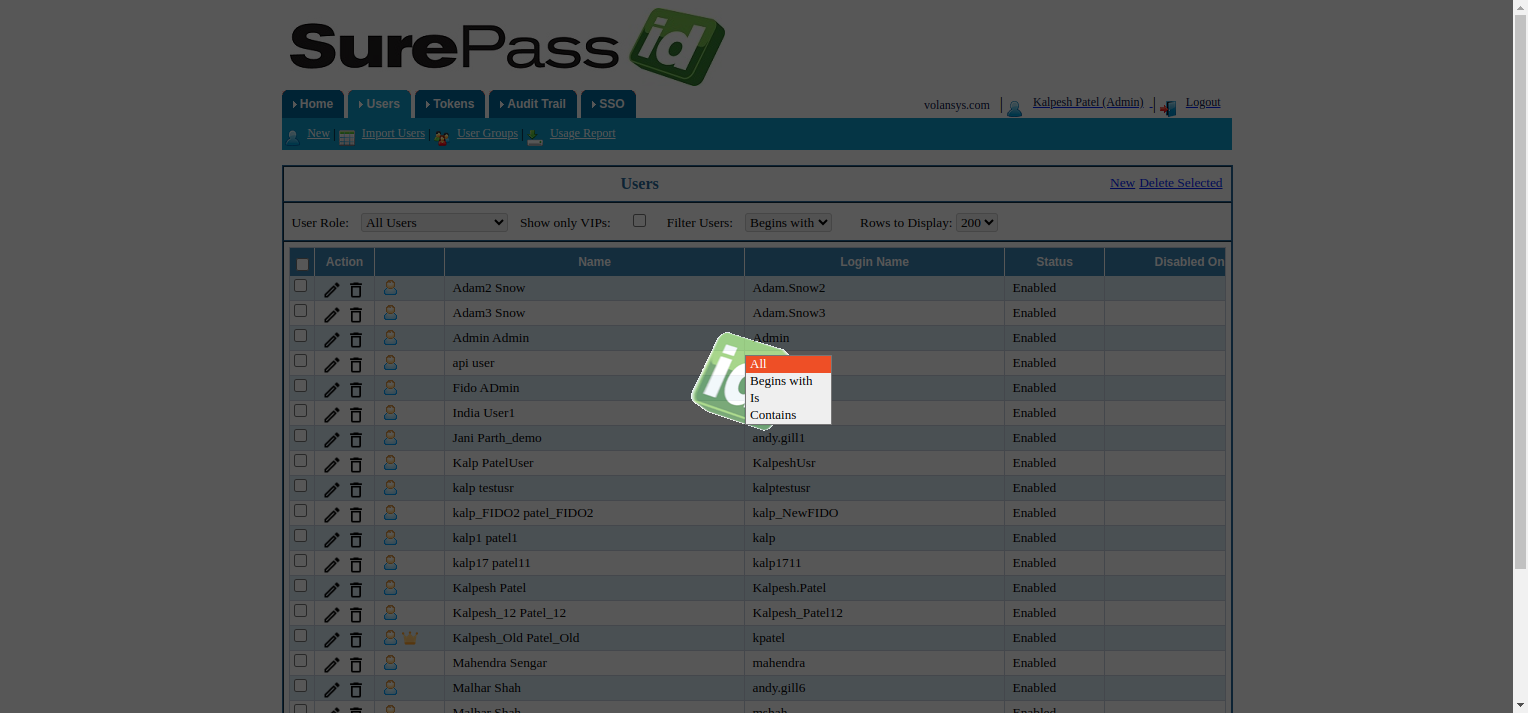 SurePass id
Home Users Tokens Audit Trail SSO
volansys.com | Kalpesh Patel (Admin) | Logout
New | Import Users | User Groups | Usage Report
Users New Delete Selected
User Role: All Users Show only VIPs: Filter Users: Begins with Rows to Display: 200
Action Name Login Name Status Disabled On
Adam2 Snow Adam.Snow2 Enabled
Adam3 Snow Adam.Snow3 Enabled
Admin Admin Admin Enabled
api user Enabled
Fido ADmin Enabled
India User1 Enabled
id
All
Begins with
Is
Contains
Jani Parth_demo andy.gill1 Enabled
Kalp PatelUser KalpeshUsr Enabled
kalp testusr kalptestusr Enabled
kalp_FIDO2 patel_FIDO2 kalp_NewFIDO Enabled
kalp1 patel1 kalp Enabled
kalp17 patel11 kalp1711 Enabled
Kalpesh Patel Kalpesh.Patel Enabled
Kalpesh_12 Patel_12 Kalpesh_Patel12 Enabled
Kalpesh_Old Patel_Old kpatel Enabled
Mahendra Sengar mahendra Enabled
Malhar Shah andy.gill6 Enabled
Malhar Shah mshah Enabled